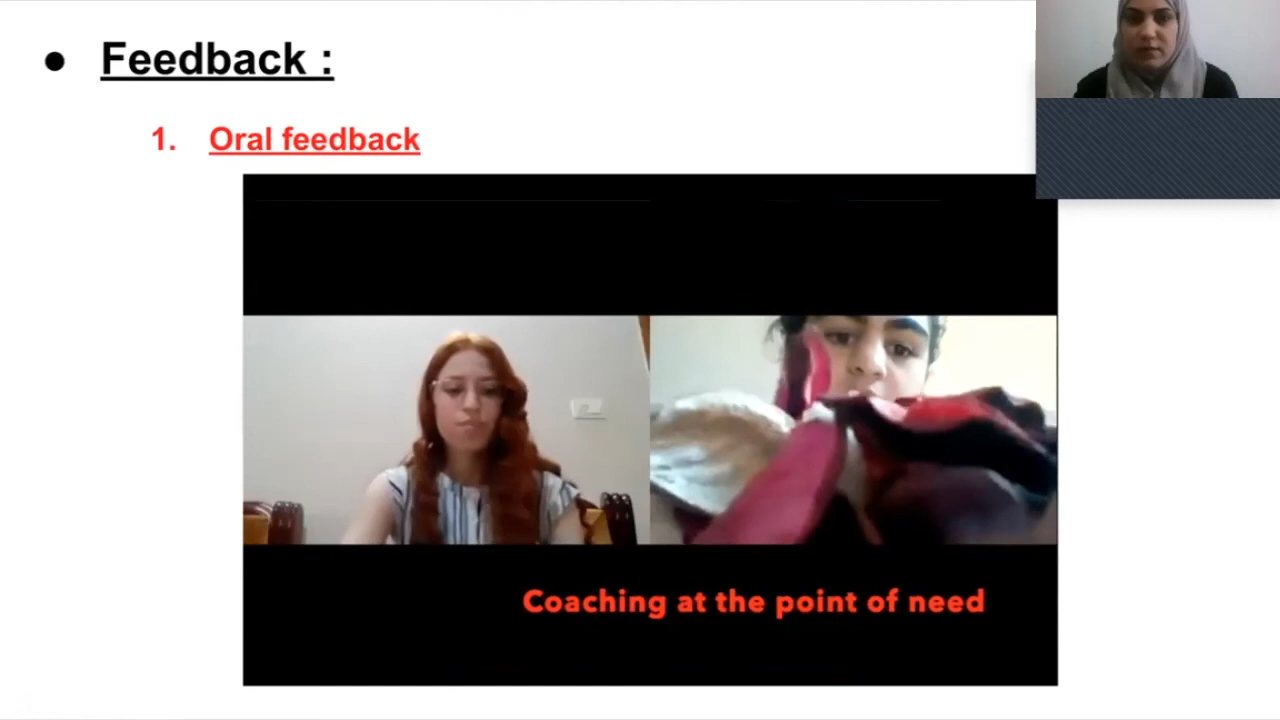 ● Feedback :
1. Oral feedback
Coaching at the point of need